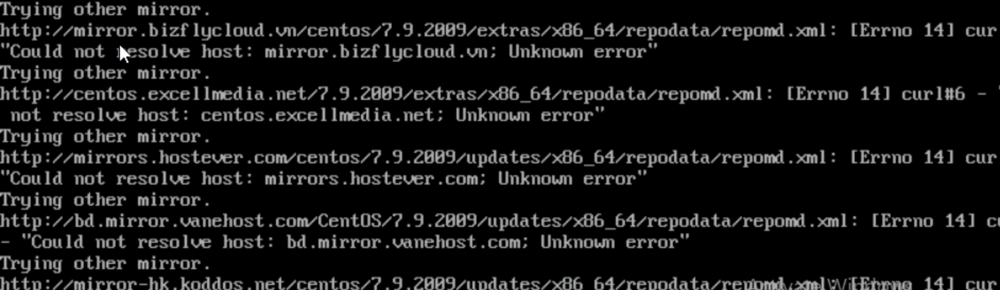 Trying other mirror.
http://mirror.bizflycloud.vn/centos/7.9.2009/extras/x86_64/repodata/repomd.xml: [Errno 14] cur
"Could not resolve host: mirror.bizflycloud.vn; Unknown error"
Trying other mirror.
http://centos.excellmedia.net/7.9.2009/extras/x86_64/repodata/repomd.xml: [Errno 14] curl#6 - "
not resolve host: centos.excellmedia.net; Unknown error"
Trying other mirror.
http://mirrors.hostever.com/centos/7.9.2009/updates/x86_64/repodata/repomd.xml: [Errno 14] cur
"Could not resolve host: mirrors.hostever.com; Unknown error"
Trying other mirror.
http://bd.mirror.vanehost.com/CentOS/7.9.2009/updates/x86_64/repodata/repomd.xml: [Errno 14] cu
- "Could not resolve host: bd.mirror.vanehost.com; Unknown error"
Trying other mirror.
http://mirror-hk.koddos.net/centos/7.9.2009/updates/x86_64/repodata/repomd.xml: [Errno 14] cur